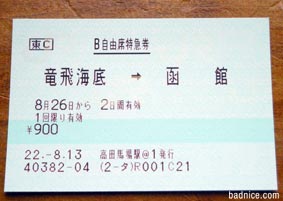 東C B自由席特急券
竜飛海底 → 函館
8月26日から 2日間有効
1回限り有効
¥900
22.-8.13 高田馬場駅@1発行
40382-04 (2-タ)R001C21
badnice.com